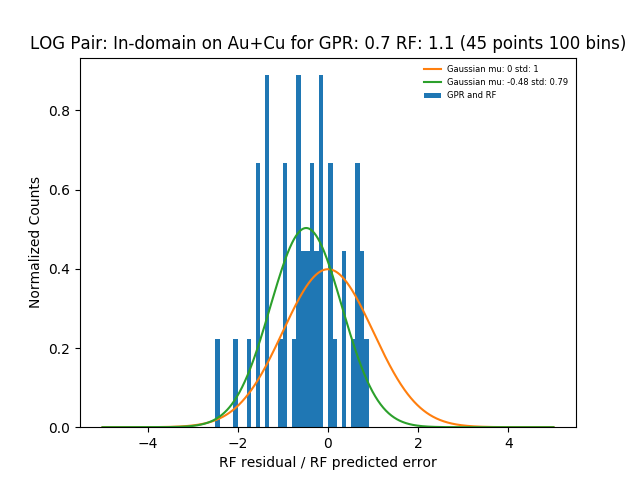 LOG Pair: In-domain on Au+Cu for GPR: 0.7 RF: 1.1 (45 points 100 bins)
Gaussian mu: 0 std: 1
Gaussian mu: -0.48 std: 0.79
GPR and RF
Normalized Counts
0.8
0.6
0.4
0.2
0.0
−4 −2 0 2 4
RF residual / RF predicted error